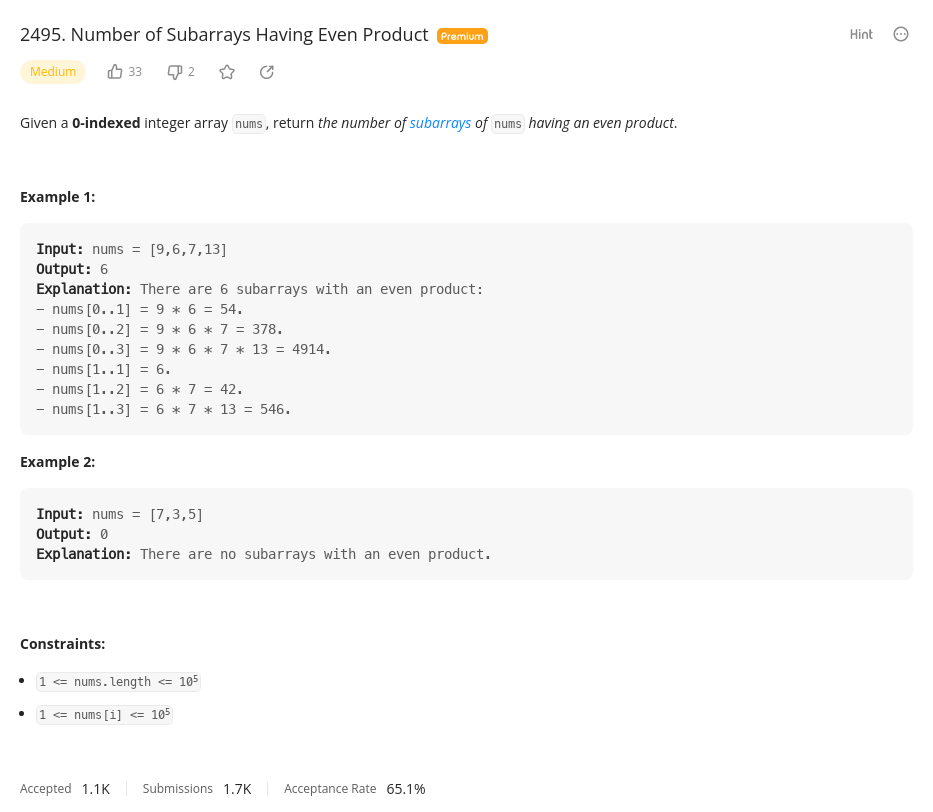 2495. Number of Subarrays Having Even Product Premium Hint
Medium 33 2
Given a 0-indexed integer array nums, return the number of subarrays of nums having an even product.
Example 1:
Input: nums = [9,6,7,13]
Output: 6
Explanation: There are 6 subarrays with an even product:
– nums[0..1] = 9 * 6 = 54.
– nums[0..2] = 9 * 6 * 7 = 378.
– nums[0..3] = 9 * 6 * 7 * 13 = 4914.
– nums[1..1] = 6.
– nums[1..2] = 6 * 7 = 42.
– nums[1..3] = 6 * 7 * 13 = 546.
Example 2:
Input: nums = [7,3,5]
Output: 0
Explanation: There are no subarrays with an even product.
Constraints:
• 1 <= nums.length <= 10⁵
• 1 <= nums[i] <= 10⁵
Accepted 1.1K Submissions 1.7K Acceptance Rate 65.1%